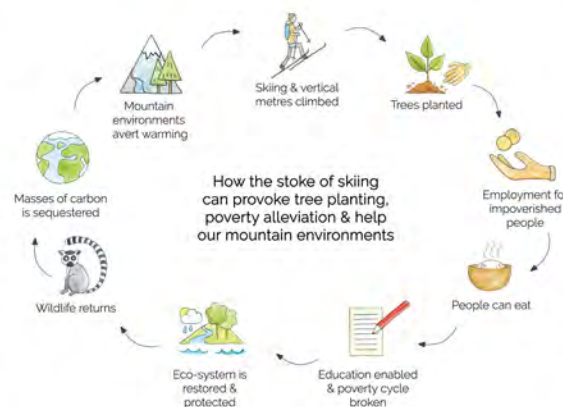 Skiing & vertical
metres climbed
Trees planted
Employment for
impoverished
people
People can eat
Education enabled
& poverty cycle
broken
Eco-system is
restored &
protected
Wildlife returns
Masses of carbon
is sequestered
Mountain
environments
avert warming
How the stoke of skiing
can provoke tree planting,
poverty alleviation & help
our mountain environments